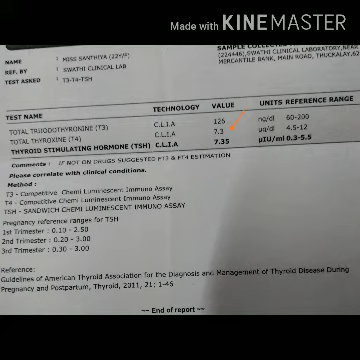 Made with KINEMASTER
SAMPLE COLLECTED
(224446), SWATHI CLINICAL LABORATORY, NEAR
MERCANTILE BANK, MAIN ROAD, THUCKALAY,
NAME : MISS SANTHIYA (23Y/F)
REF. BY : SWATHI CLINICAL LAB
TEST ASKED : T3-T4-TSH
TEST NAME TECHNOLOGY VALUE UNITS REFERENCE RANGE
TOTAL TRIIODOTHYRONINE (T3) C.L.I.A 125 ng/dl 60-200
TOTAL THYROXINE (T4) C.L.I.A 7.3 µg/dl 4.5-12
THYROID STIMULATING HORMONE (TSH) C.L.I.A 7.35 µIU/ml 0.3-5.5
Comments : IF NOT ON DRUGS SUGGESTED FT3 & FT4 ESTIMATION
Please correlate with clinical conditions.
Method :
T3 - Competitive Chemi Luminescent Immuno Assay
T4 - Competitive Chemi Luminescent Immuno Assay
TSH - SANDWICH CHEMI LUMINESCENT IMMUNO ASSAY
Pregnancy reference ranges for TSH
1st Trimester : 0.10 - 2.50
2nd Trimester : 0.20 - 3.00
3rd Trimester : 0.30 - 3.00
Reference:
Guidelines of American Thyroid Association for the Diagnosis and Management of Thyroid Disease During
Pregnancy and Postpartum, Thyroid, 2011, 21; 1-46
~~ End of report ~~